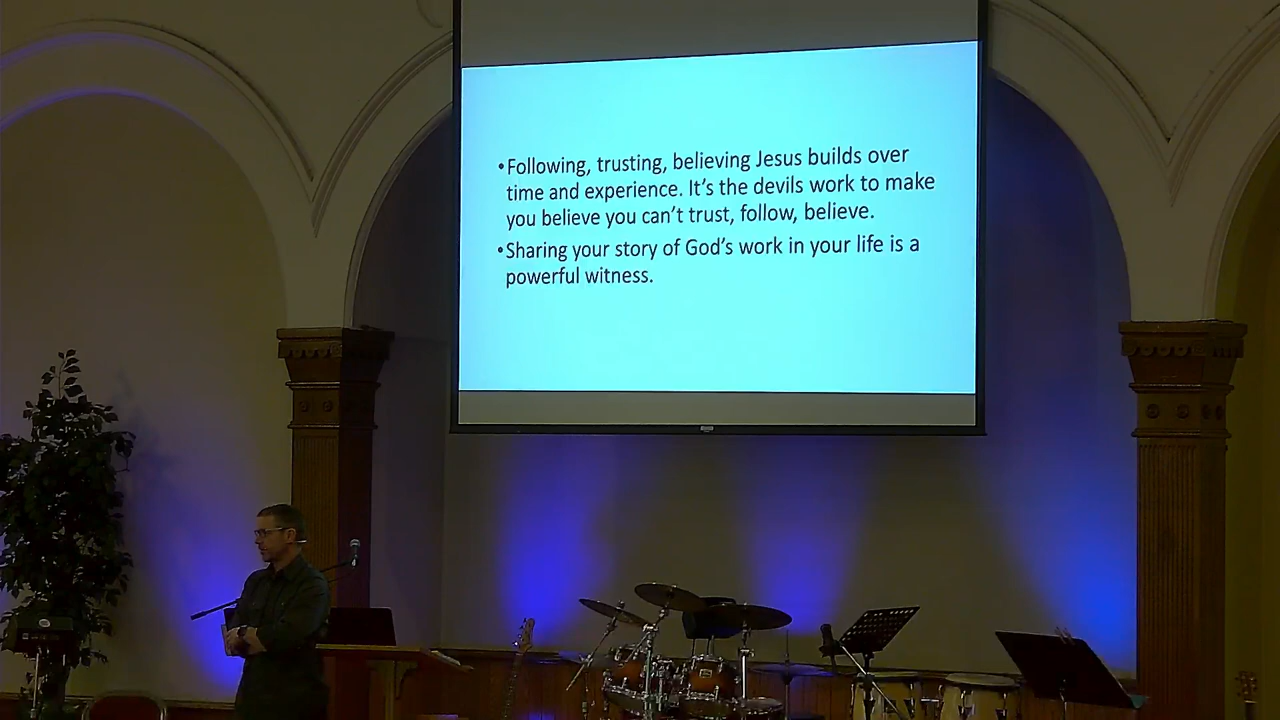 •Following, trusting, believing Jesus builds over
time and experience. It's the devils work to make
you believe you can't trust, follow, believe.
•Sharing your story of God's work in your life is a
powerful witness.